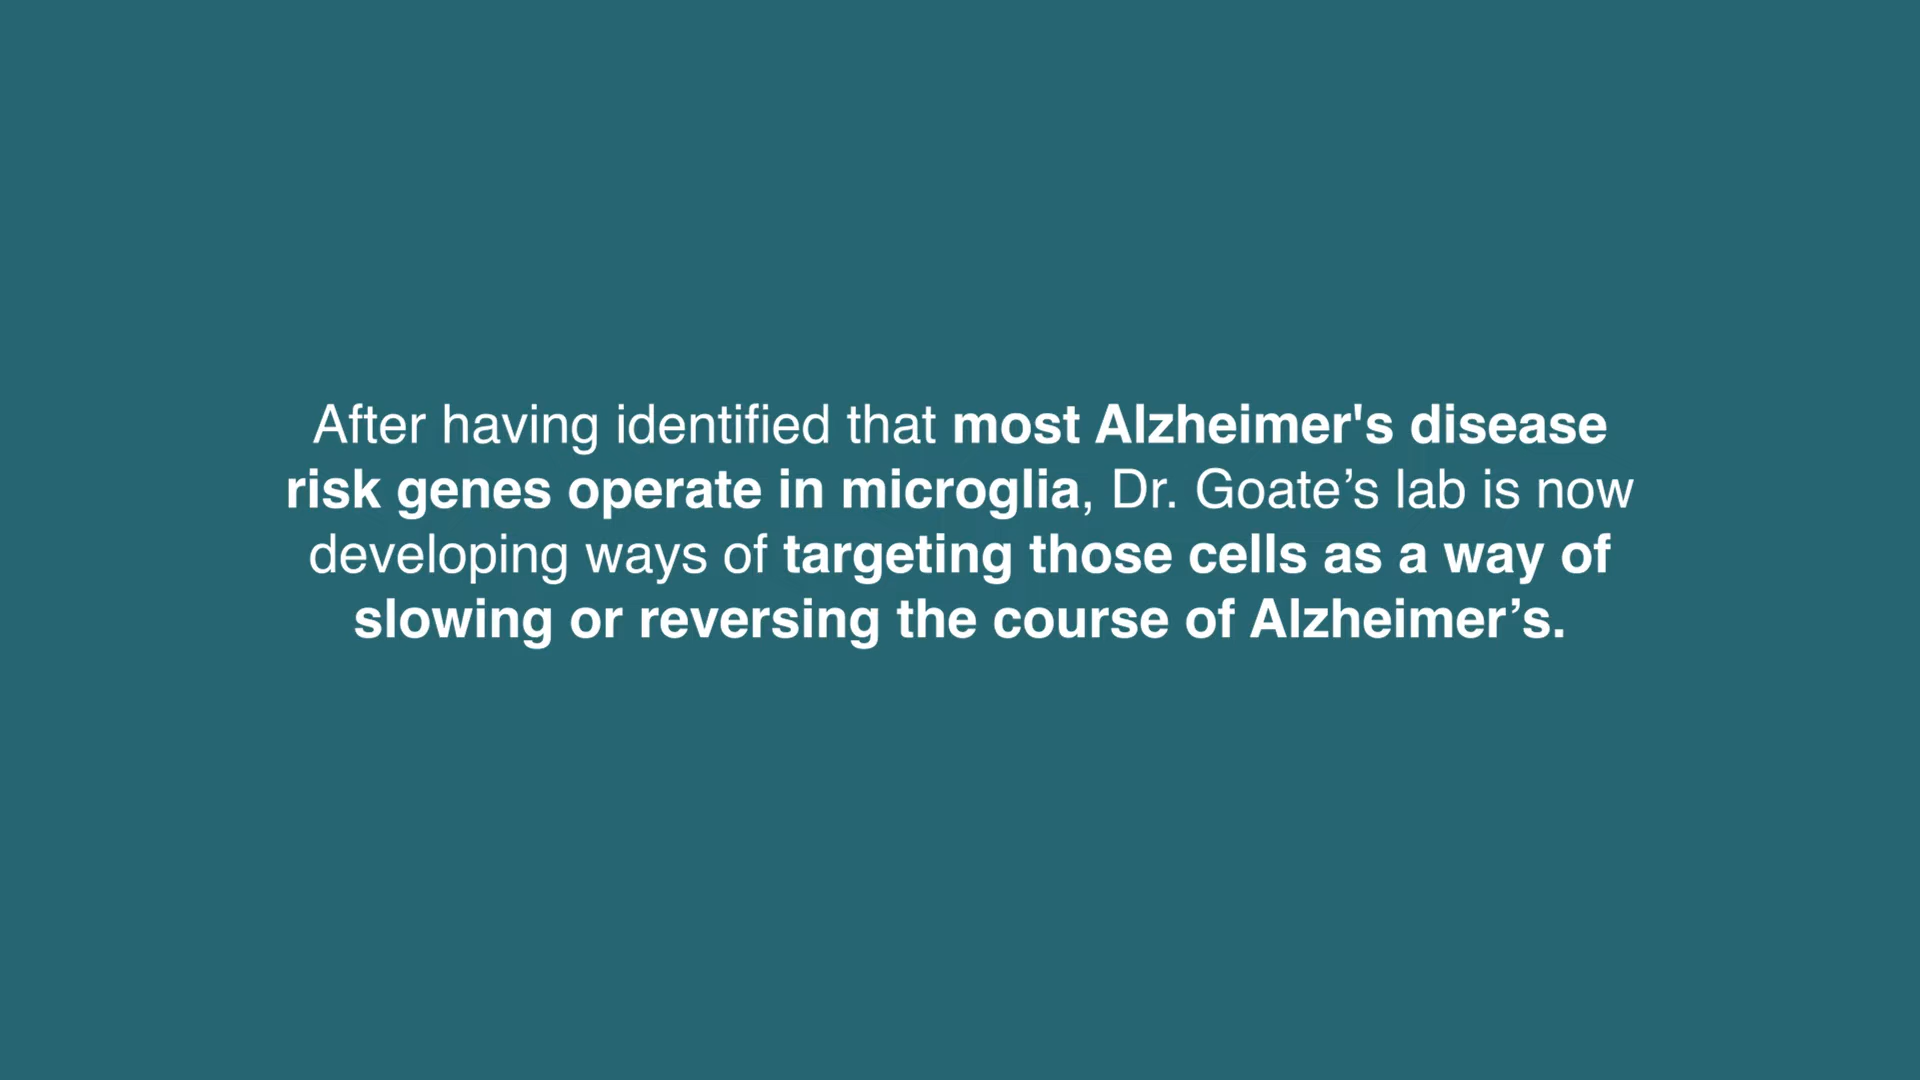 After having identified that most Alzheimer's disease
risk genes operate in microglia, Dr. Goate’s lab is now
developing ways of targeting those cells as a way of
slowing or reversing the course of Alzheimer’s.